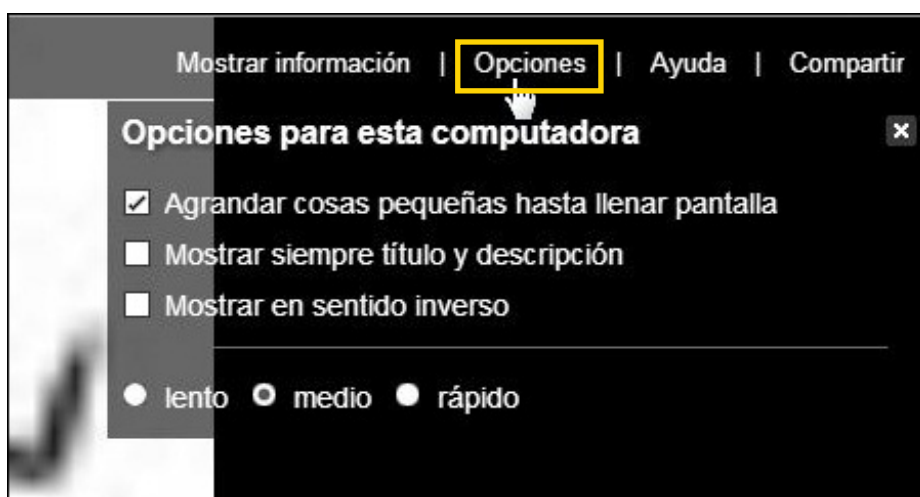 Mostrar información | Opciones | Ayuda | Compartir
Opciones para esta computadora
Agrandar cosas pequeñas hasta llenar pantalla
Mostrar siempre título y descripción
Mostrar en sentido inverso
lento medio rápido